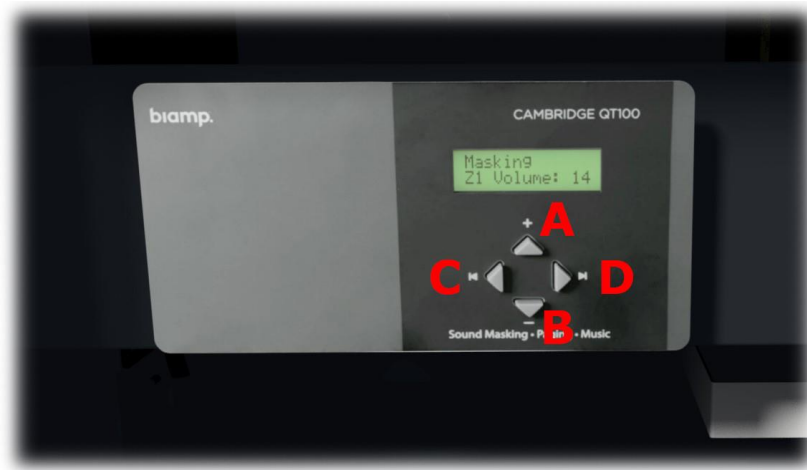 biamp.
CAMBRIDGE QT100
Masking
Z1 Volume: 14
+ A
C D
B
−
Sound Masking • Paging • Music